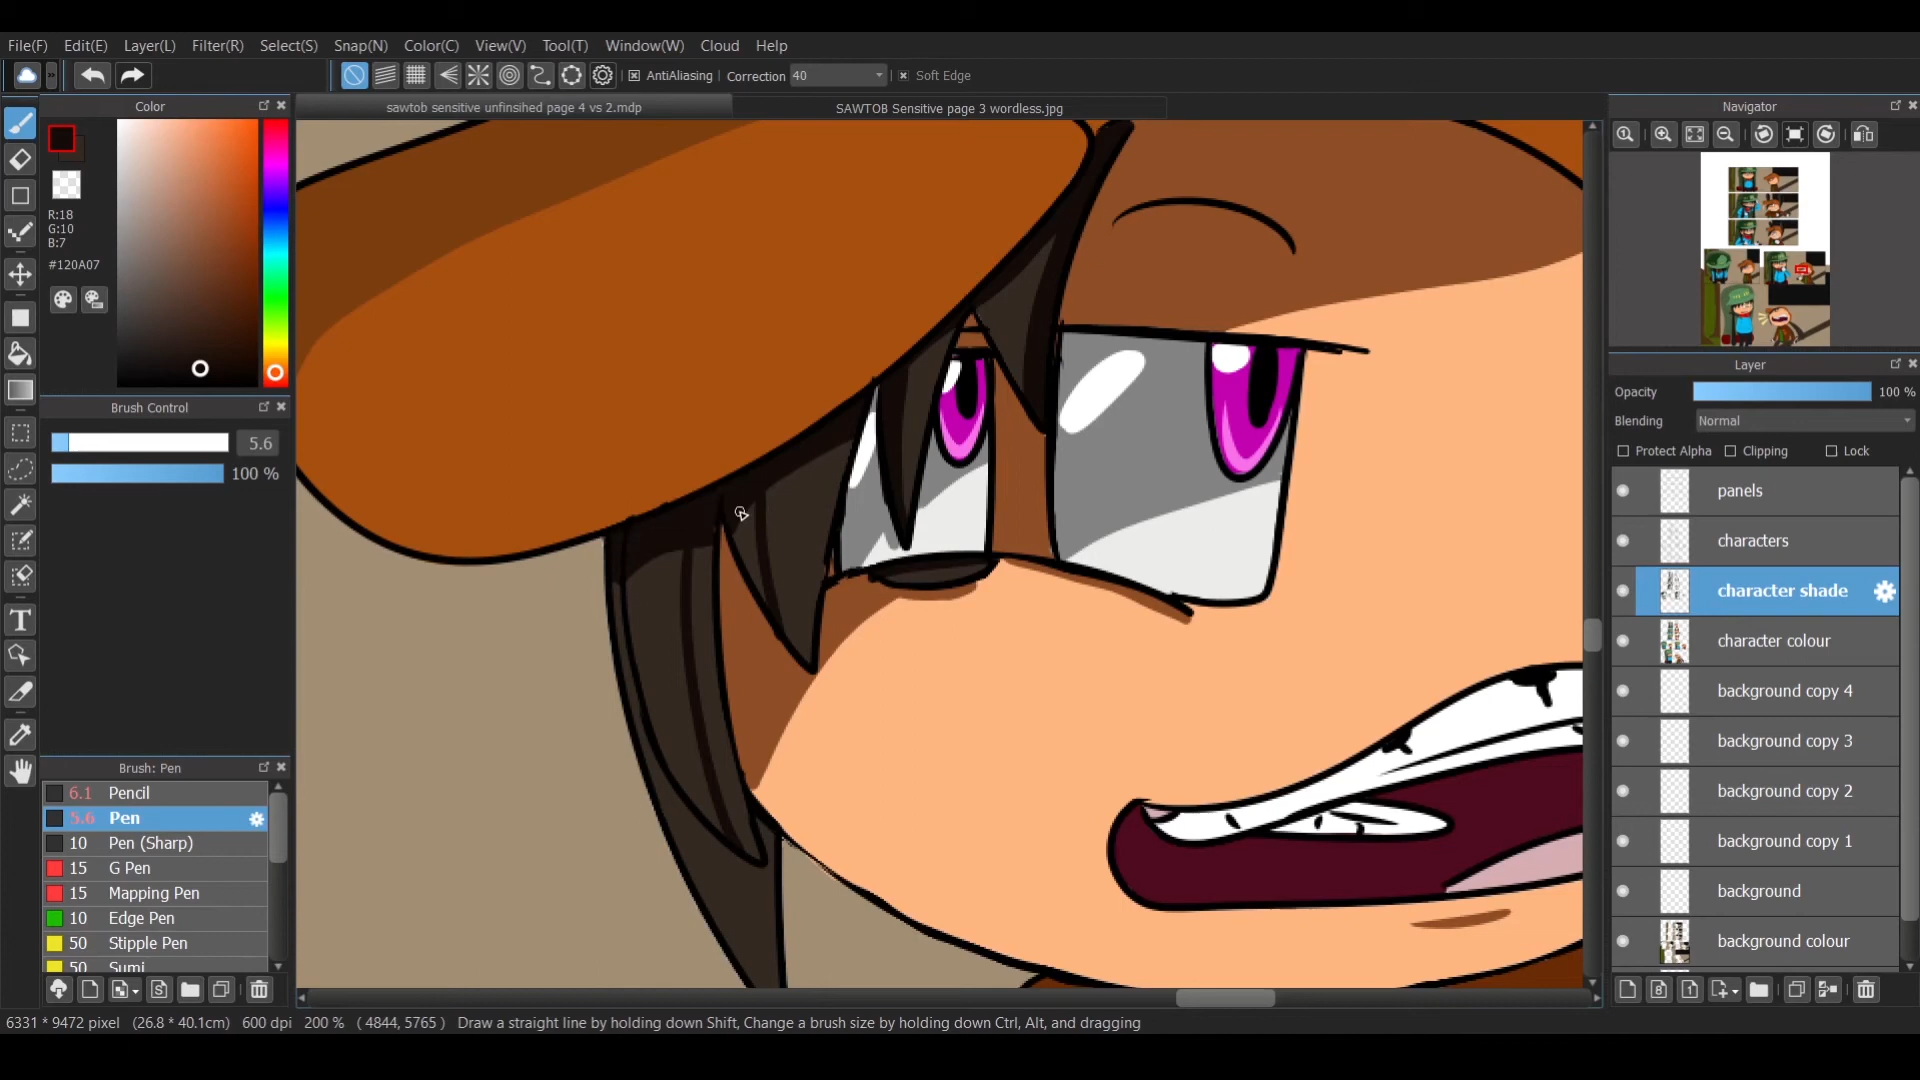 File(F) Edit(E) Layer(L) Filter(R) Select(S) Snap(N) Color(C) View(V) Tool(T) Window(W) Cloud Help
AntiAliasing Correction 40 Soft Edge
Color
sawtob sensitive unfinsihed page 4 vs 2.mdp
SAWTOB Sensitive page 3 wordless.jpg
Navigator
R:18
G:10
B:7
#120A07
Brush Control
5.6
100 %
Brush: Pen
6.1 Pencil
5.6 Pen
10 Pen (Sharp)
15 G Pen
15 Mapping Pen
10 Edge Pen
50 Stipple Pen
50 Sumi
Layer
Opacity 100 %
Blending Normal
Protect Alpha Clipping Lock
panels
characters
character shade
character colour
background copy 4
background copy 3
background copy 2
background copy 1
background
background colour
6331 * 9472 pixel (26.8 * 40.1cm) 600 dpi 200 % ( 4844, 5765 ) Draw a straight line by holding down Shift, Change a brush size by holding down Ctrl, Alt, and dragging